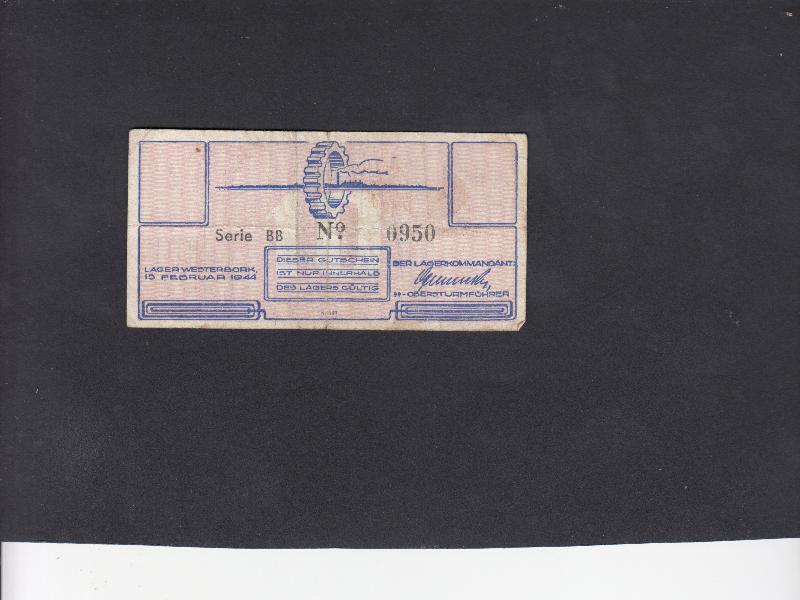 Serie BB Nº 0950
LAGER WESTERBORK,
15 FEBRUAR 1944
DIESER GUTSCHEIN
IST NUR INNERHALB
DES LAGERS GÜLTIG
DER LAGERKOMMANDANT:
SS-OBERSTURMFÜHRER